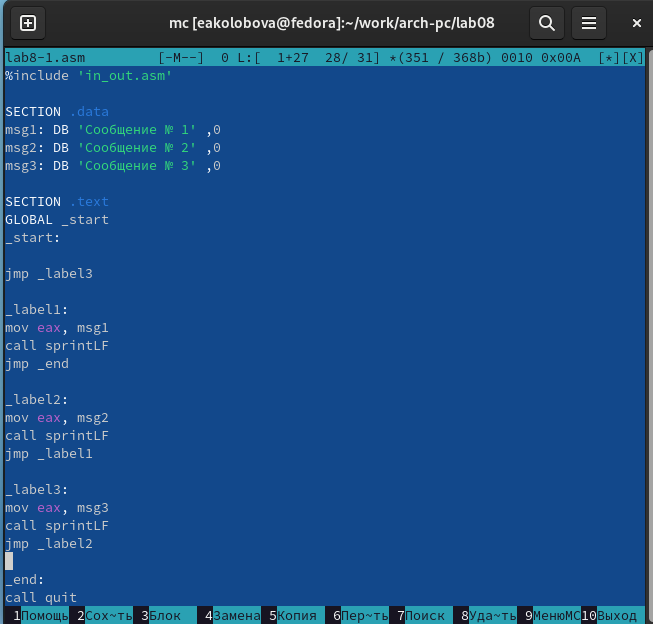 mc [eakolobova@fedora]:~/work/arch-pc/lab08
lab8-1.asm [-M--] 0 L:[ 1+27 28/ 31] *(351 / 368b) 0010 0x00A [*][X]
%include 'in_out.asm'
SECTION .data
msg1: DB 'Сообщение № 1' ,0
msg2: DB 'Сообщение № 2' ,0
msg3: DB 'Сообщение № 3' ,0
SECTION .text
GLOBAL _start
_start:
jmp _label3
_label1:
mov eax, msg1
call sprintLF
jmp _end
_label2:
mov eax, msg2
call sprintLF
jmp _label1
_label3:
mov eax, msg3
call sprintLF
jmp _label2
_end:
call quit
1Помощь 2Сох~ть 3Блок 4Замена 5Копия 6Пер~ть 7Поиск 8Уда~ть 9МенюMC 10Выход